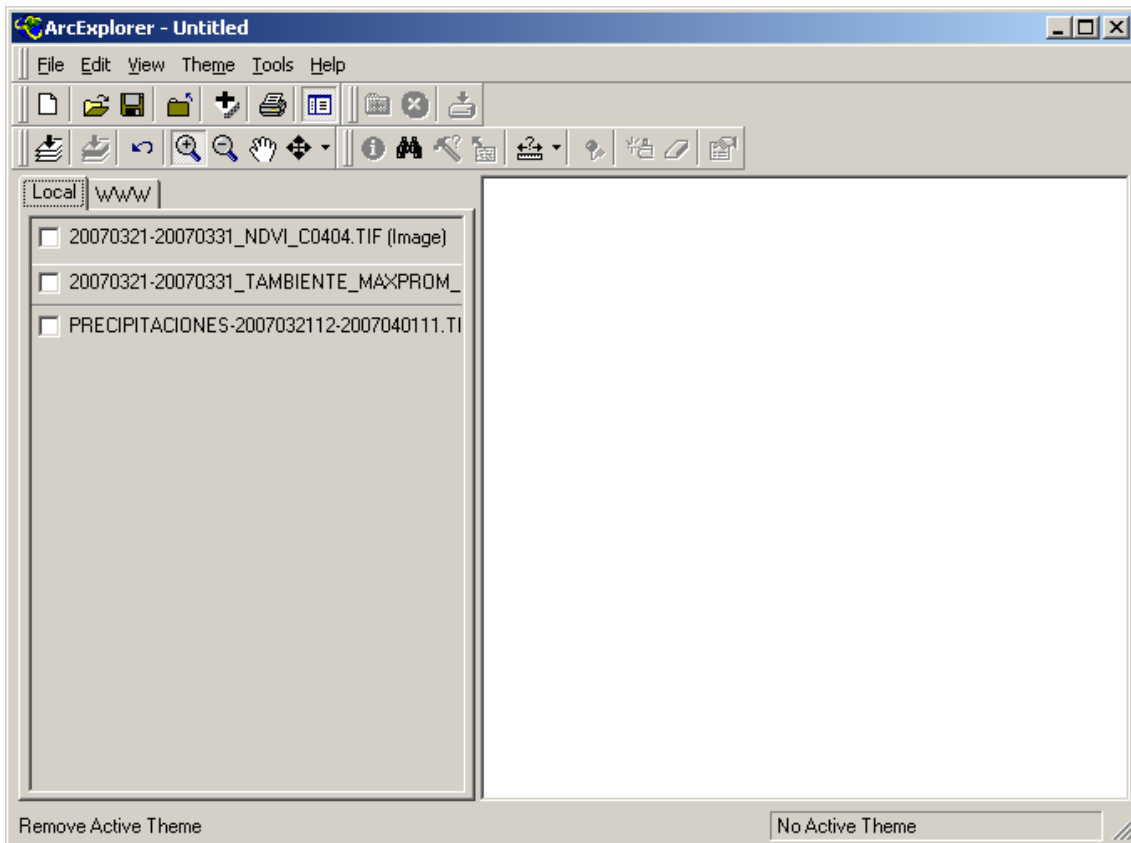 ArcExplorer - Untitled
File Edit View Theme Tools Help
Local WWW
20070321-20070331_NDVI_C0404.TIF (Image)
20070321-20070331_TAMBIENTE_MAXPROM_
PRECIPITACIONES-2007032112-2007040111.TI
Remove Active Theme
No Active Theme